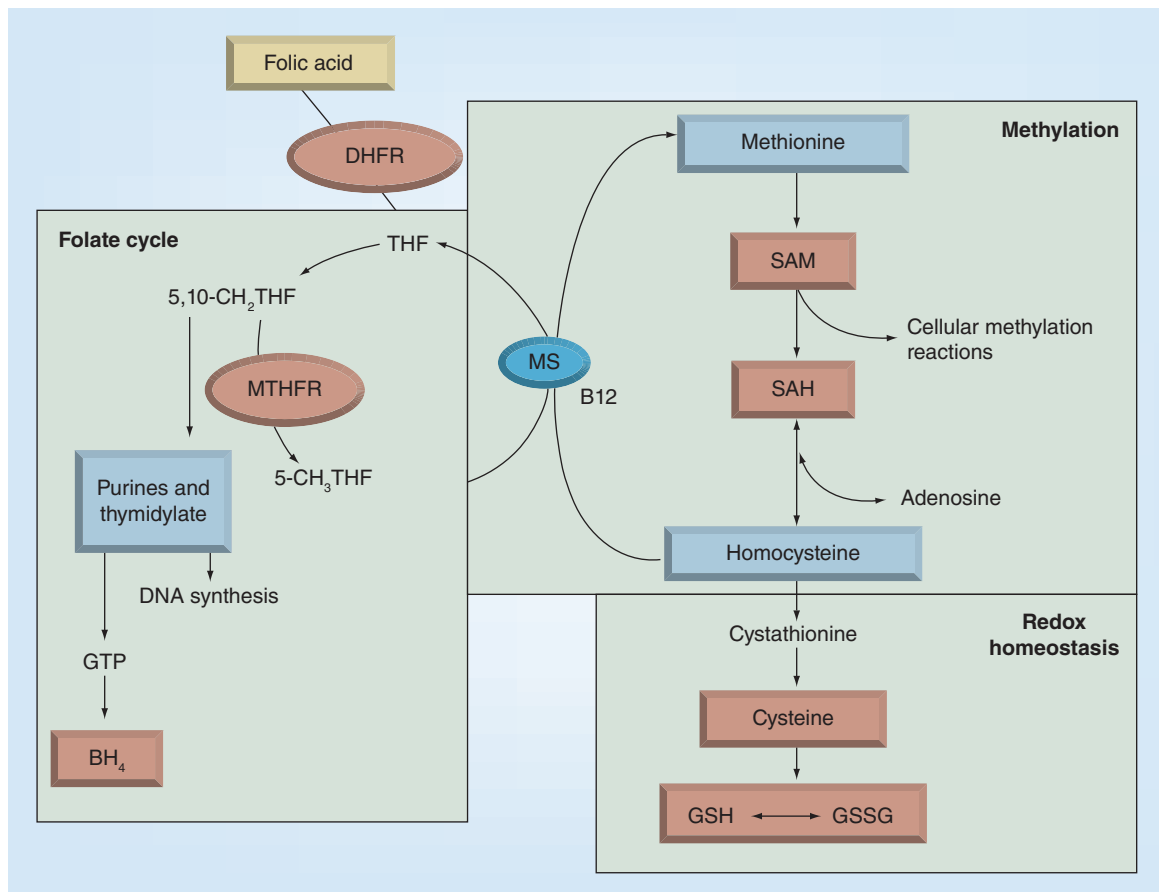 Folic acid
DHFR
Folate cycle
THF
5,10-CH₂THF
MTHFR
5-CH₃THF
Purines and
thymidylate
DNA synthesis
GTP
BH₄
MS
B12
Methylation
Methionine
SAM
Cellular methylation
reactions
SAH
Adenosine
Homocysteine
Redox
homeostasis
Cystathionine
Cysteine
GSH GSSG